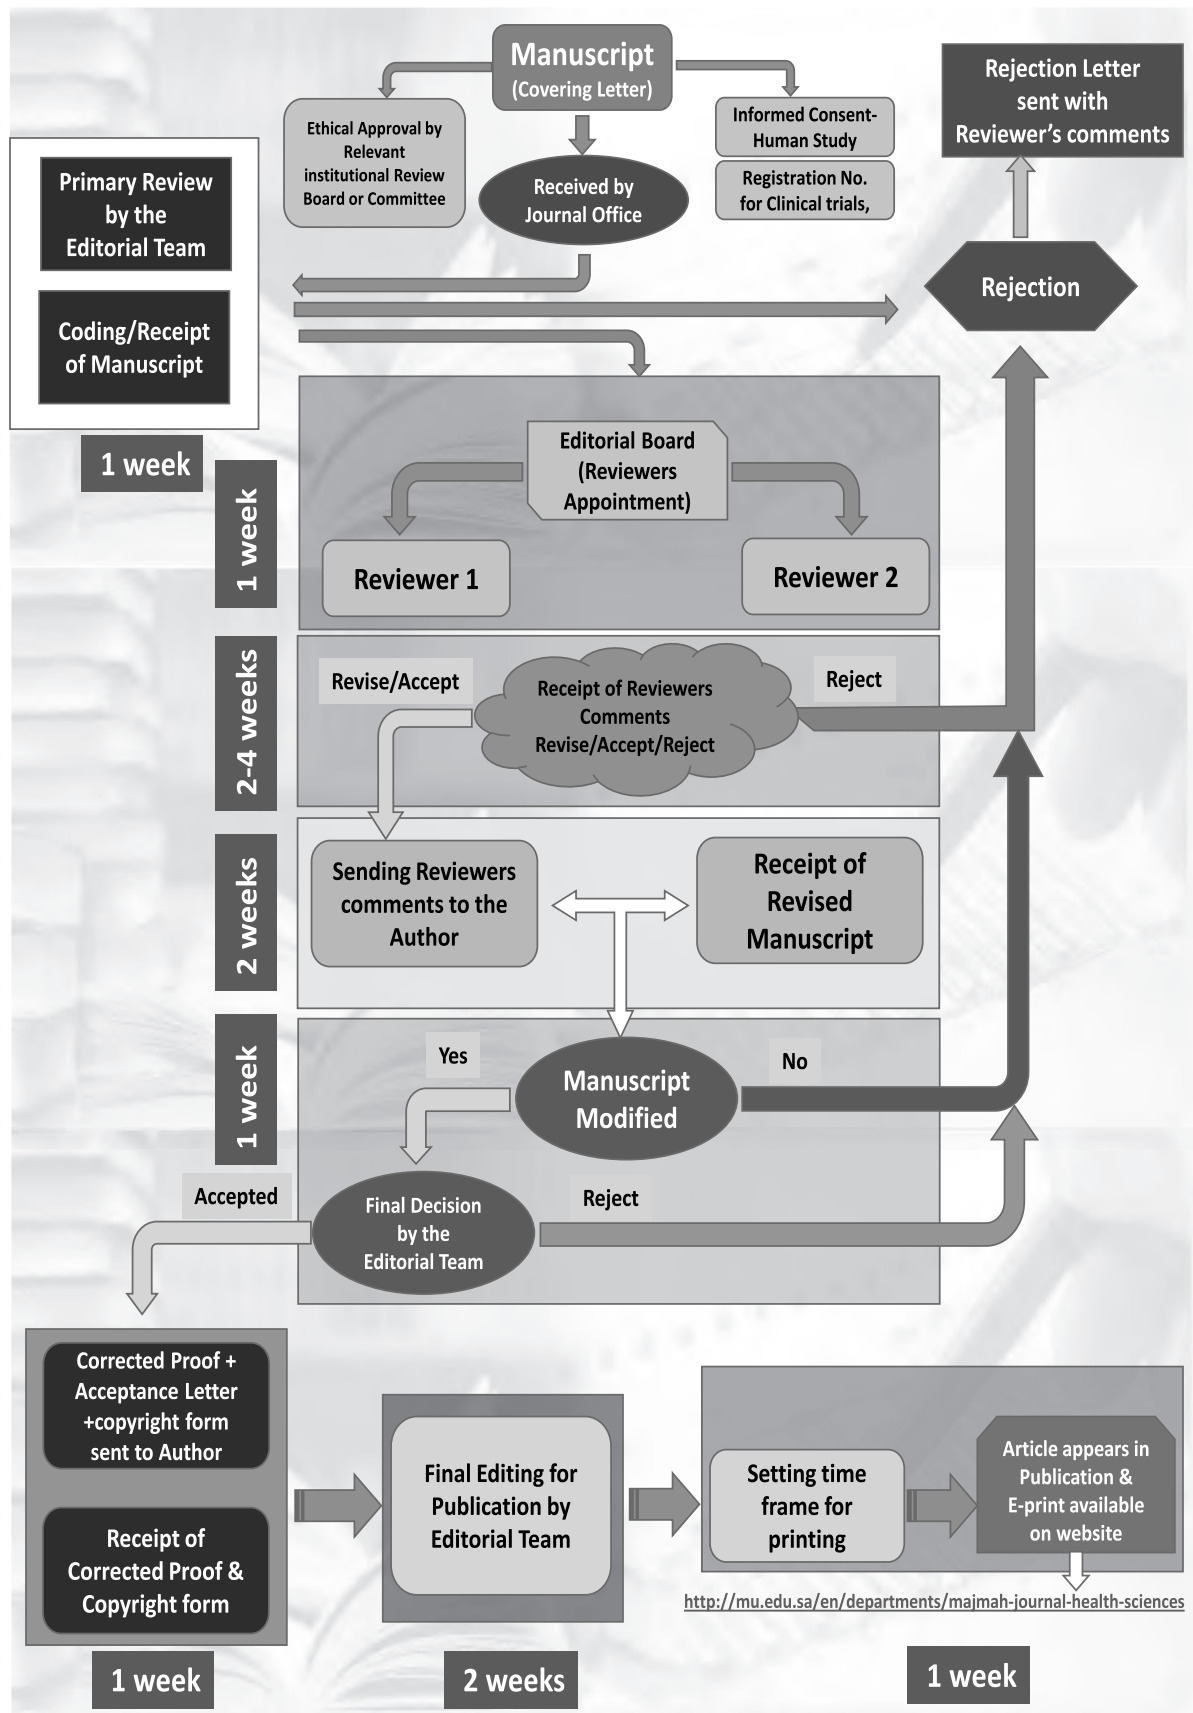 Manuscript
(Covering Letter)
Ethical Approval by
Relevant
institutional Review
Board or Committee
Received by
Journal Office
Informed Consent-
Human Study
Registration No.
for Clinical trials,
Rejection Letter
sent with
Reviewer's comments
Rejection
Primary Review
by the
Editorial Team
Coding/Receipt
of Manuscript
1 week
1 week
Editorial Board
(Reviewers
Appointment)
Reviewer 1
Reviewer 2
2-4 weeks
Revise/Accept
Receipt of Reviewers
Comments
Revise/Accept/Reject
Reject
2 weeks
Sending Reviewers
comments to the
Author
Receipt of
Revised
Manuscript
1 week
Yes
Manuscript
Modified
No
Accepted
Final Decision
by the
Editorial Team
Reject
Corrected Proof +
Acceptance Letter
+copyright form
sent to Author
Receipt of
Corrected Proof &
Copyright form
1 week
Final Editing for
Publication by
Editorial Team
2 weeks
Setting time
frame for
printing
Article appears in
Publication &
E-print available
on website
http://mu.edu.sa/en/departments/majmah-journal-health-sciences
1 week